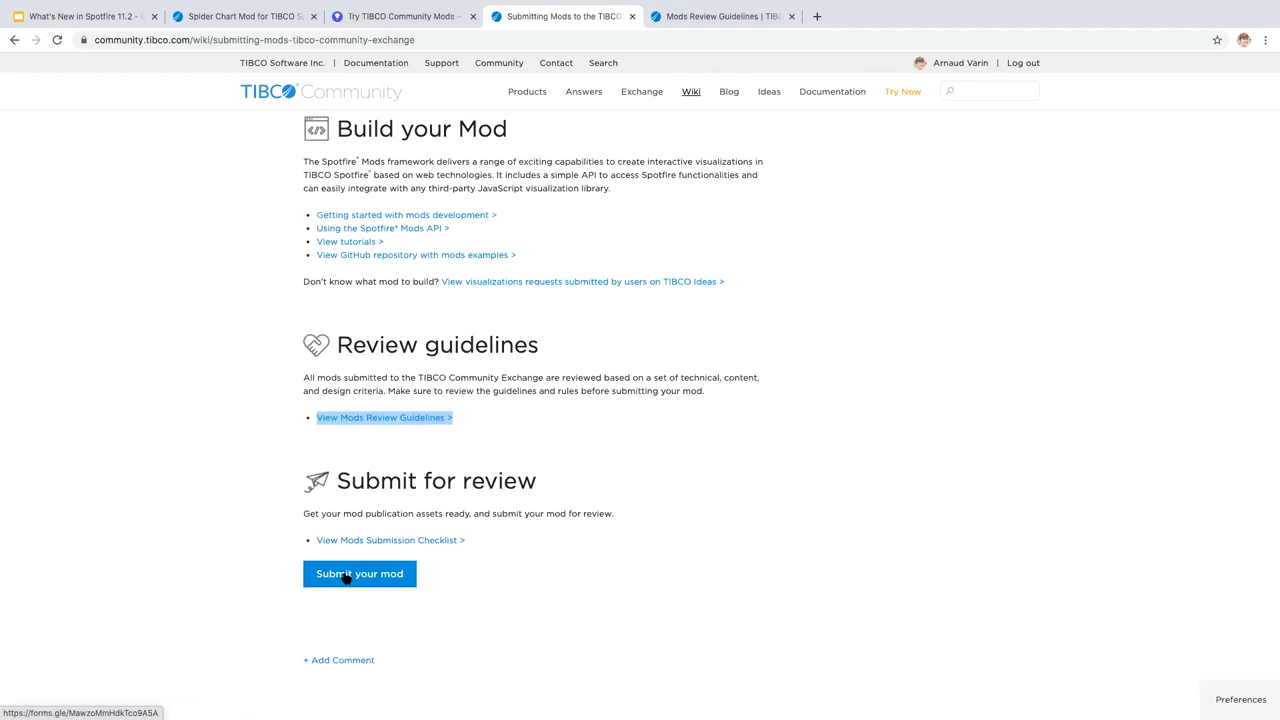 What's New in Spotfire 11.2 - G
Spider Chart Mod for TIBCO S
Try TIBCO Community Mods –
Submitting Mods to the TIBCO
Mods Review Guidelines | TIBC
community.tibco.com/wiki/submitting-mods-tibco-community-exchange
TIBCO Software Inc. | Documentation Support Community Contact Search
Arnaud Varin | Log out
TIBCO Community
Products Answers Exchange Wiki Blog Ideas Documentation Try Now
Build your Mod
The Spotfire® Mods framework delivers a range of exciting capabilities to create interactive visualizations in
TIBCO Spotfire® based on web technologies. It includes a simple API to access Spotfire functionalities and
can easily integrate with any third-party JavaScript visualization library.
• Getting started with mods development >
• Using the Spotfire® Mods API >
• View tutorials >
• View GitHub repository with mods examples >
Don't know what mod to build? View visualizations requests submitted by users on TIBCO Ideas >
Review guidelines
All mods submitted to the TIBCO Community Exchange are reviewed based on a set of technical, content,
and design criteria. Make sure to review the guidelines and rules before submitting your mod.
• View Mods Review Guidelines >
Submit for review
Get your mod publication assets ready, and submit your mod for review.
• View Mods Submission Checklist >
Submit your mod
+ Add Comment
Preferences
https://forms.gle/MawzoMmHdkTco9A5A